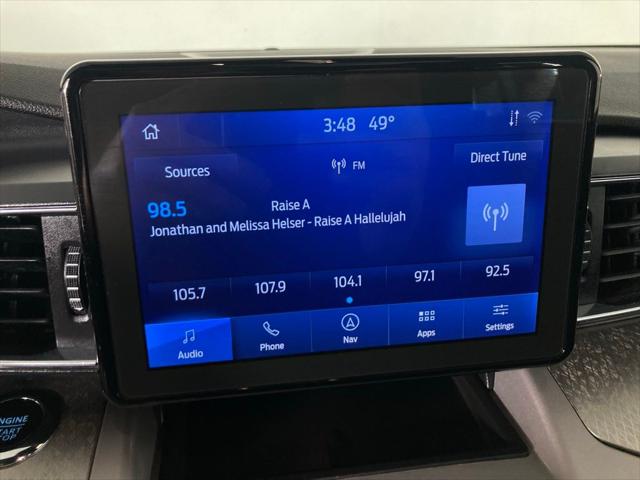 3:48 49°
Sources
FM
Direct Tune
98.5
Raise A
Jonathan and Melissa Helser - Raise A Hallelujah
105.7 107.9 104.1 97.1 92.5
Audio Phone Nav Apps Settings
ENGINE
START
STOP